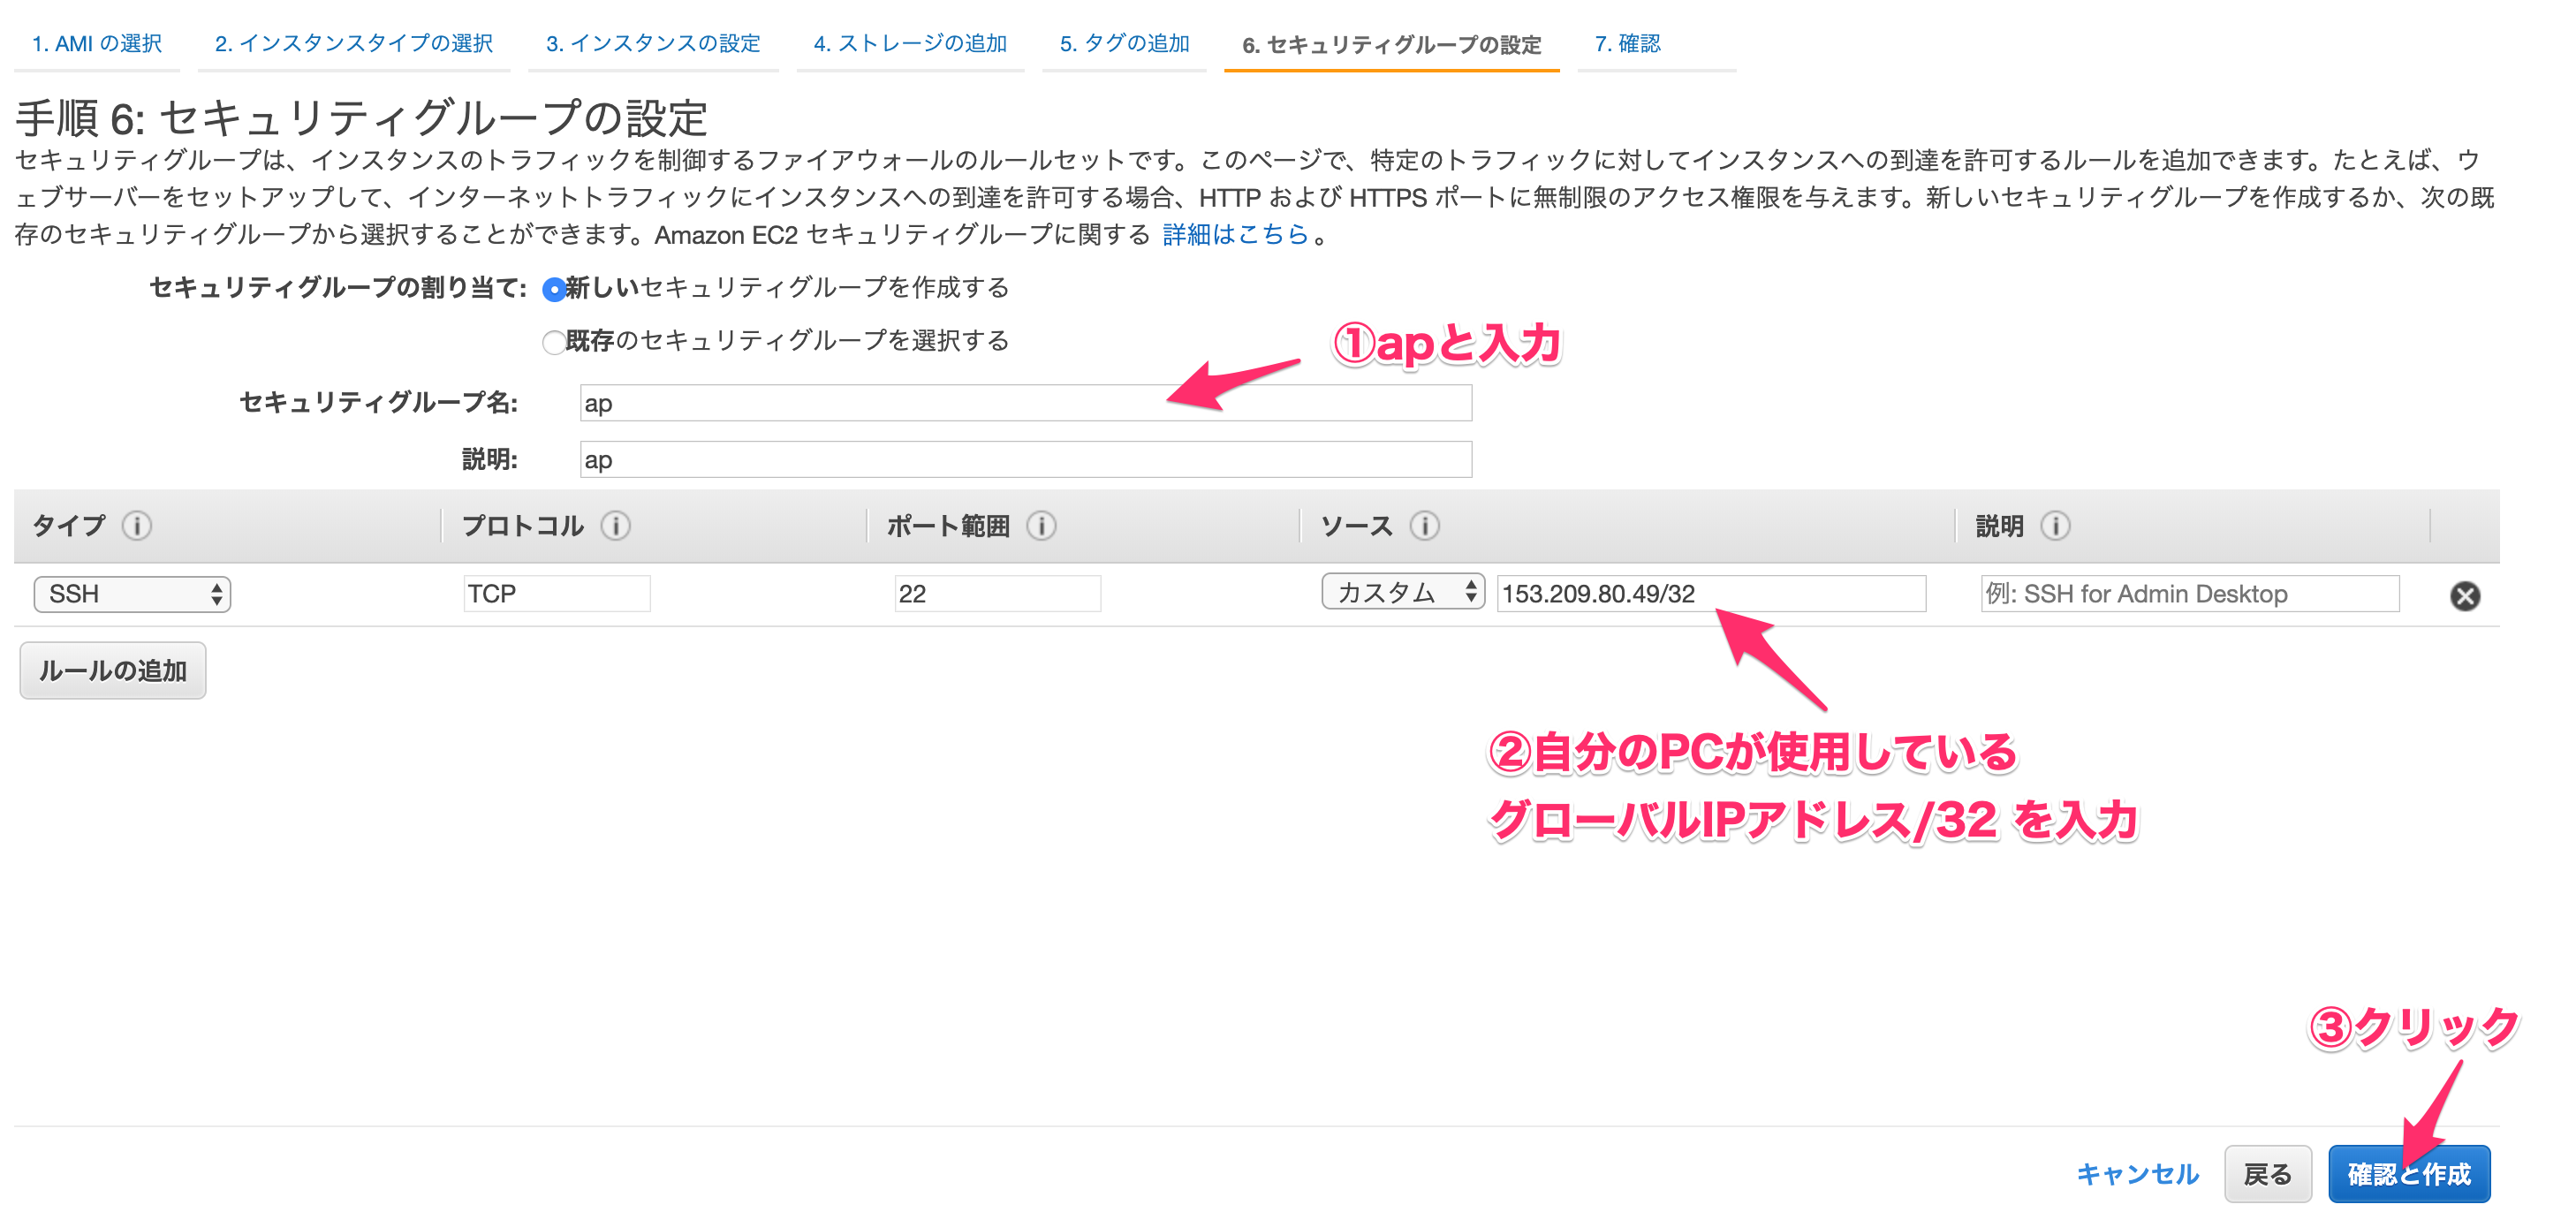 1. AMI の選択 2. インスタンスタイプの選択 3. インスタンスの設定 4. ストレージの追加 5. タグの追加 6. セキュリティグループの設定 7. 確認
手順 6: セキュリティグループの設定
セキュリティグループは、インスタンスのトラフィックを制御するファイアウォールのルールセットです。このページで、特定のトラフィックに対してインスタンスへの到達を許可するルールを追加できます。たとえば、ウ
ェブサーバーをセットアップして、インターネットトラフィックにインスタンスへの到達を許可する場合、HTTP および HTTPS ポートに無制限のアクセス権限を与えます。新しいセキュリティグループを作成するか、次の既
存のセキュリティグループから選択することができます。Amazon EC2 セキュリティグループに関する 詳細はこちら 。
セキュリティグループの割り当て: 新しいセキュリティグループを作成する
既存のセキュリティグループを選択する
①apと入力
セキュリティグループ名: ap
説明: ap
タイプ i プロトコル i ポート範囲 i ソース i 説明 i
SSH TCP 22 カスタム 153.209.80.49/32 例: SSH for Admin Desktop
ルールの追加
②自分のPCが使用している
グローバルIPアドレス/32 を入力
③クリック
キャンセル 戻る 確認と作成